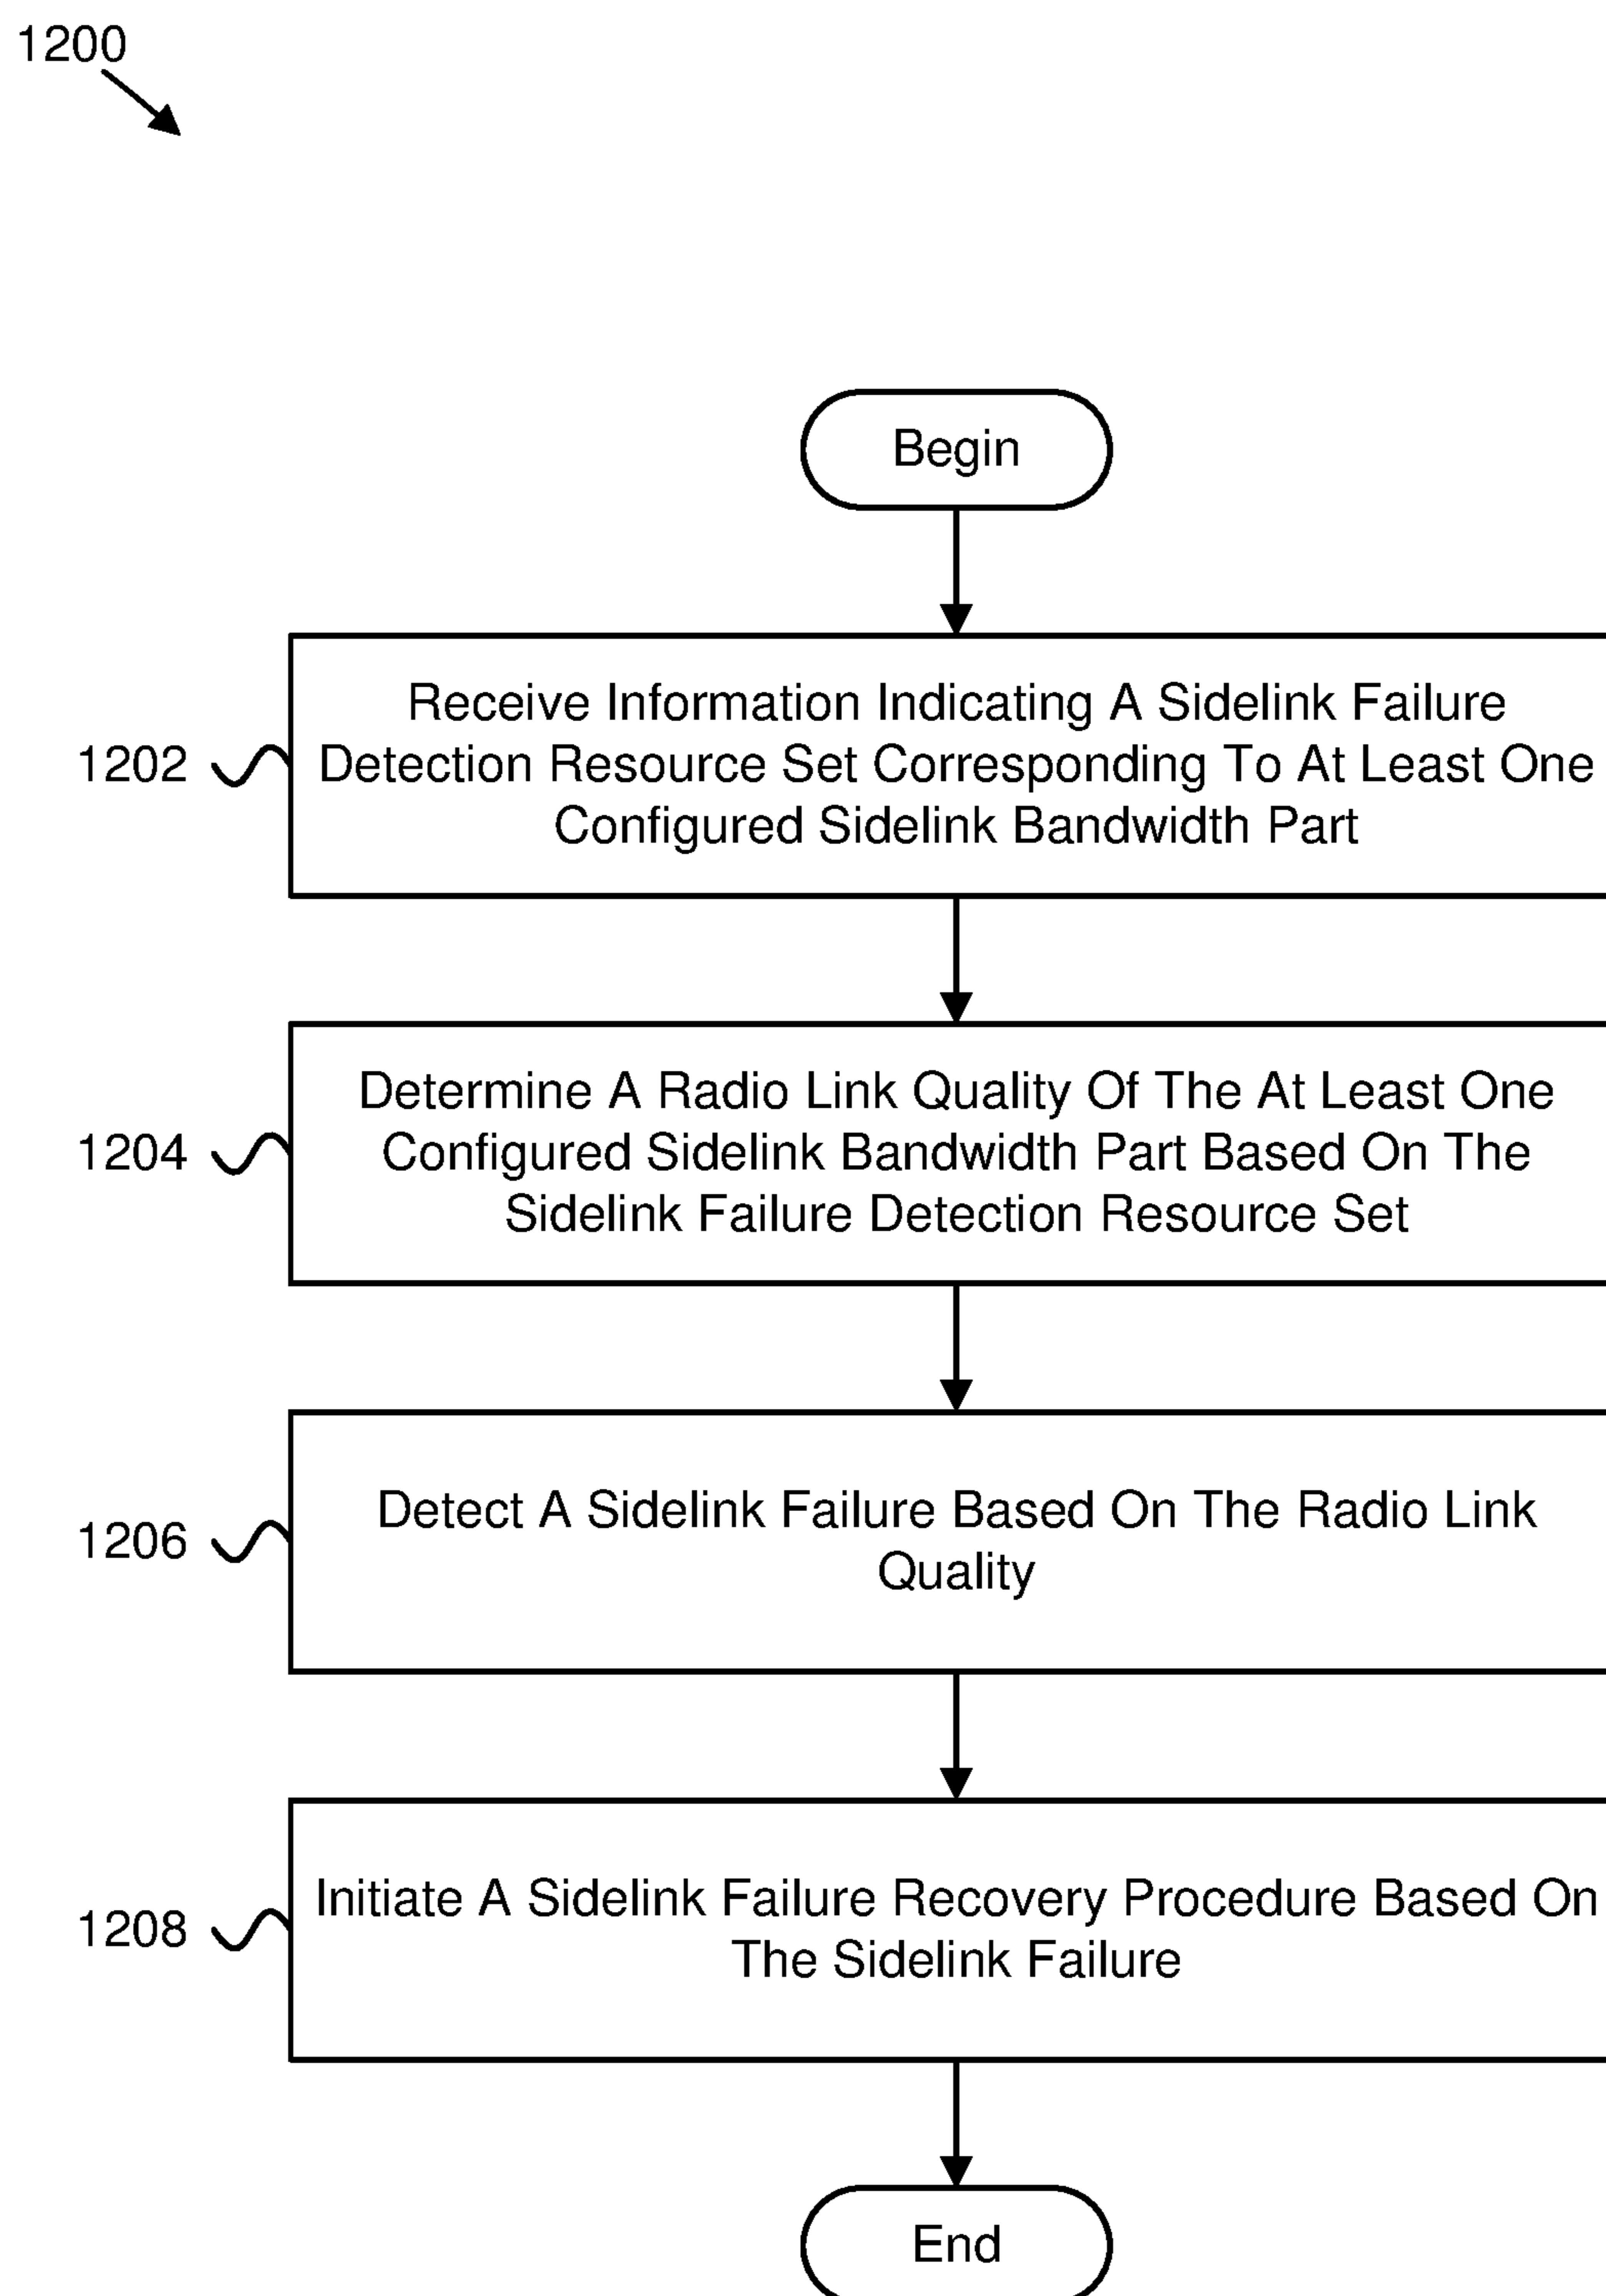 1200
Begin
Receive Information Indicating A Sidelink Failure
Detection Resource Set Corresponding To At Least One
Configured Sidelink Bandwidth Part
1202
Determine A Radio Link Quality Of The At Least One
Configured Sidelink Bandwidth Part Based On The
Sidelink Failure Detection Resource Set
1204
Detect A Sidelink Failure Based On The Radio Link
Quality
1206
Initiate A Sidelink Failure Recovery Procedure Based On
The Sidelink Failure
1208
End